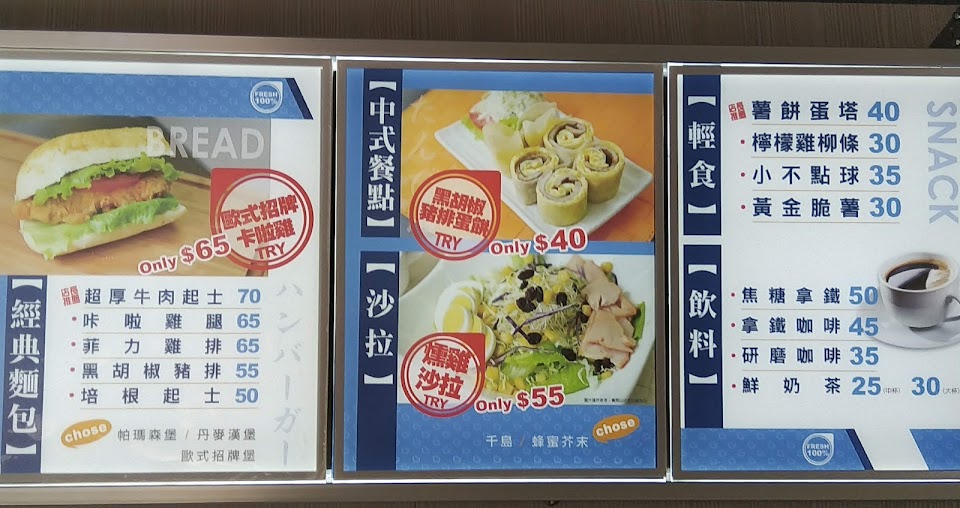 FRESH
100%
BREAD
歐式招牌
卡啦雞
TRY
Only $65
【經典麵包】
ハンバーガー
店長推薦
超厚牛肉起士 70
・咔啦雞腿 65
・菲力雞排 65
・黑胡椒豬排 55
・培根起士 50
chose
帕瑪森堡 / 丹麥漢堡
歐式招牌堡
【中式餐點】
黑胡椒
豬排蛋餅
TRY
Only $40
【沙拉】
燻雞
沙拉
TRY
Only $55
千島 / 蜂蜜芥末
chose
【輕食】
SNACK
店長推薦
薯餅蛋塔 40
・檸檬雞柳條 30
・小不點球 35
・黃金脆薯 30
【飲料】
・焦糖拿鐵 50
・拿鐵咖啡 45
・研磨咖啡 35
・鮮奶茶 25(中杯) 30(大杯)
FRESH
100%